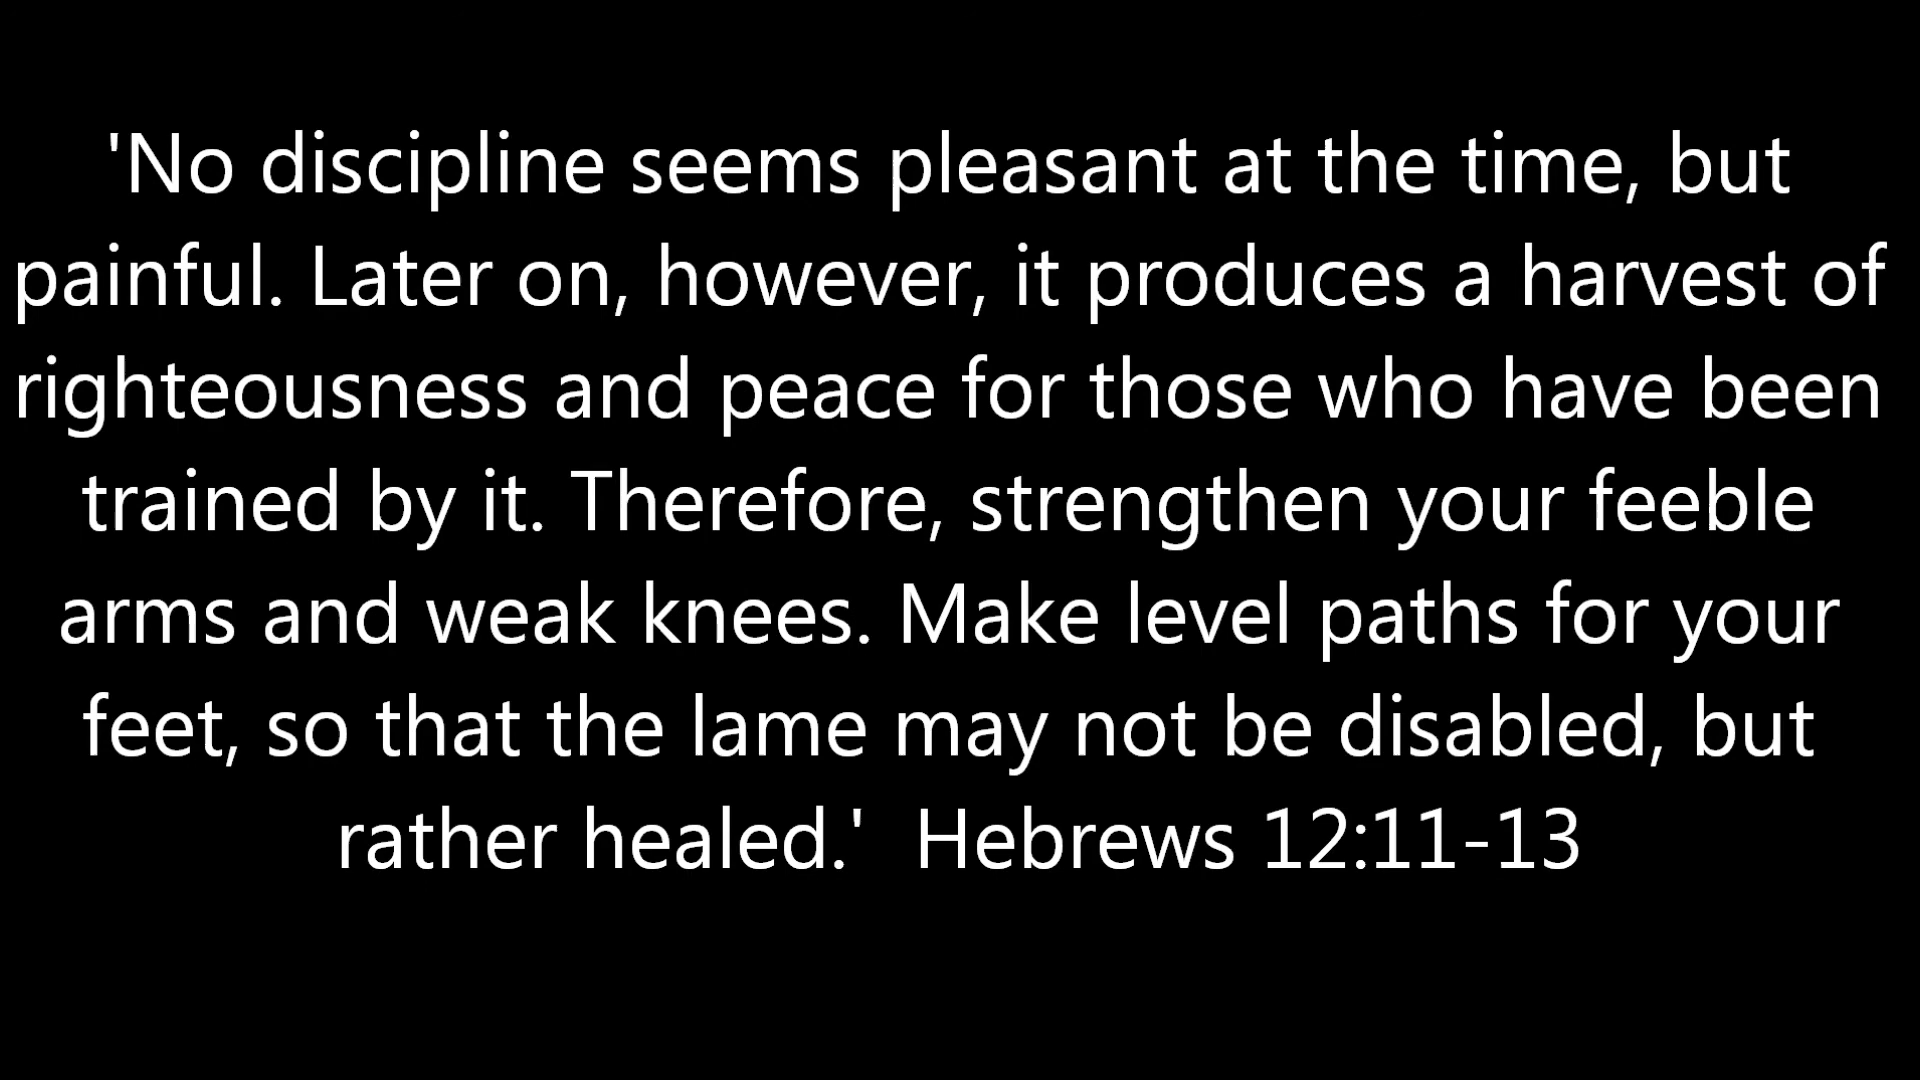 'No discipline seems pleasant at the time, but
painful. Later on, however, it produces a harvest of
righteousness and peace for those who have been
trained by it. Therefore, strengthen your feeble
arms and weak knees. Make level paths for your
feet, so that the lame may not be disabled, but
rather healed.'  Hebrews 12:11-13